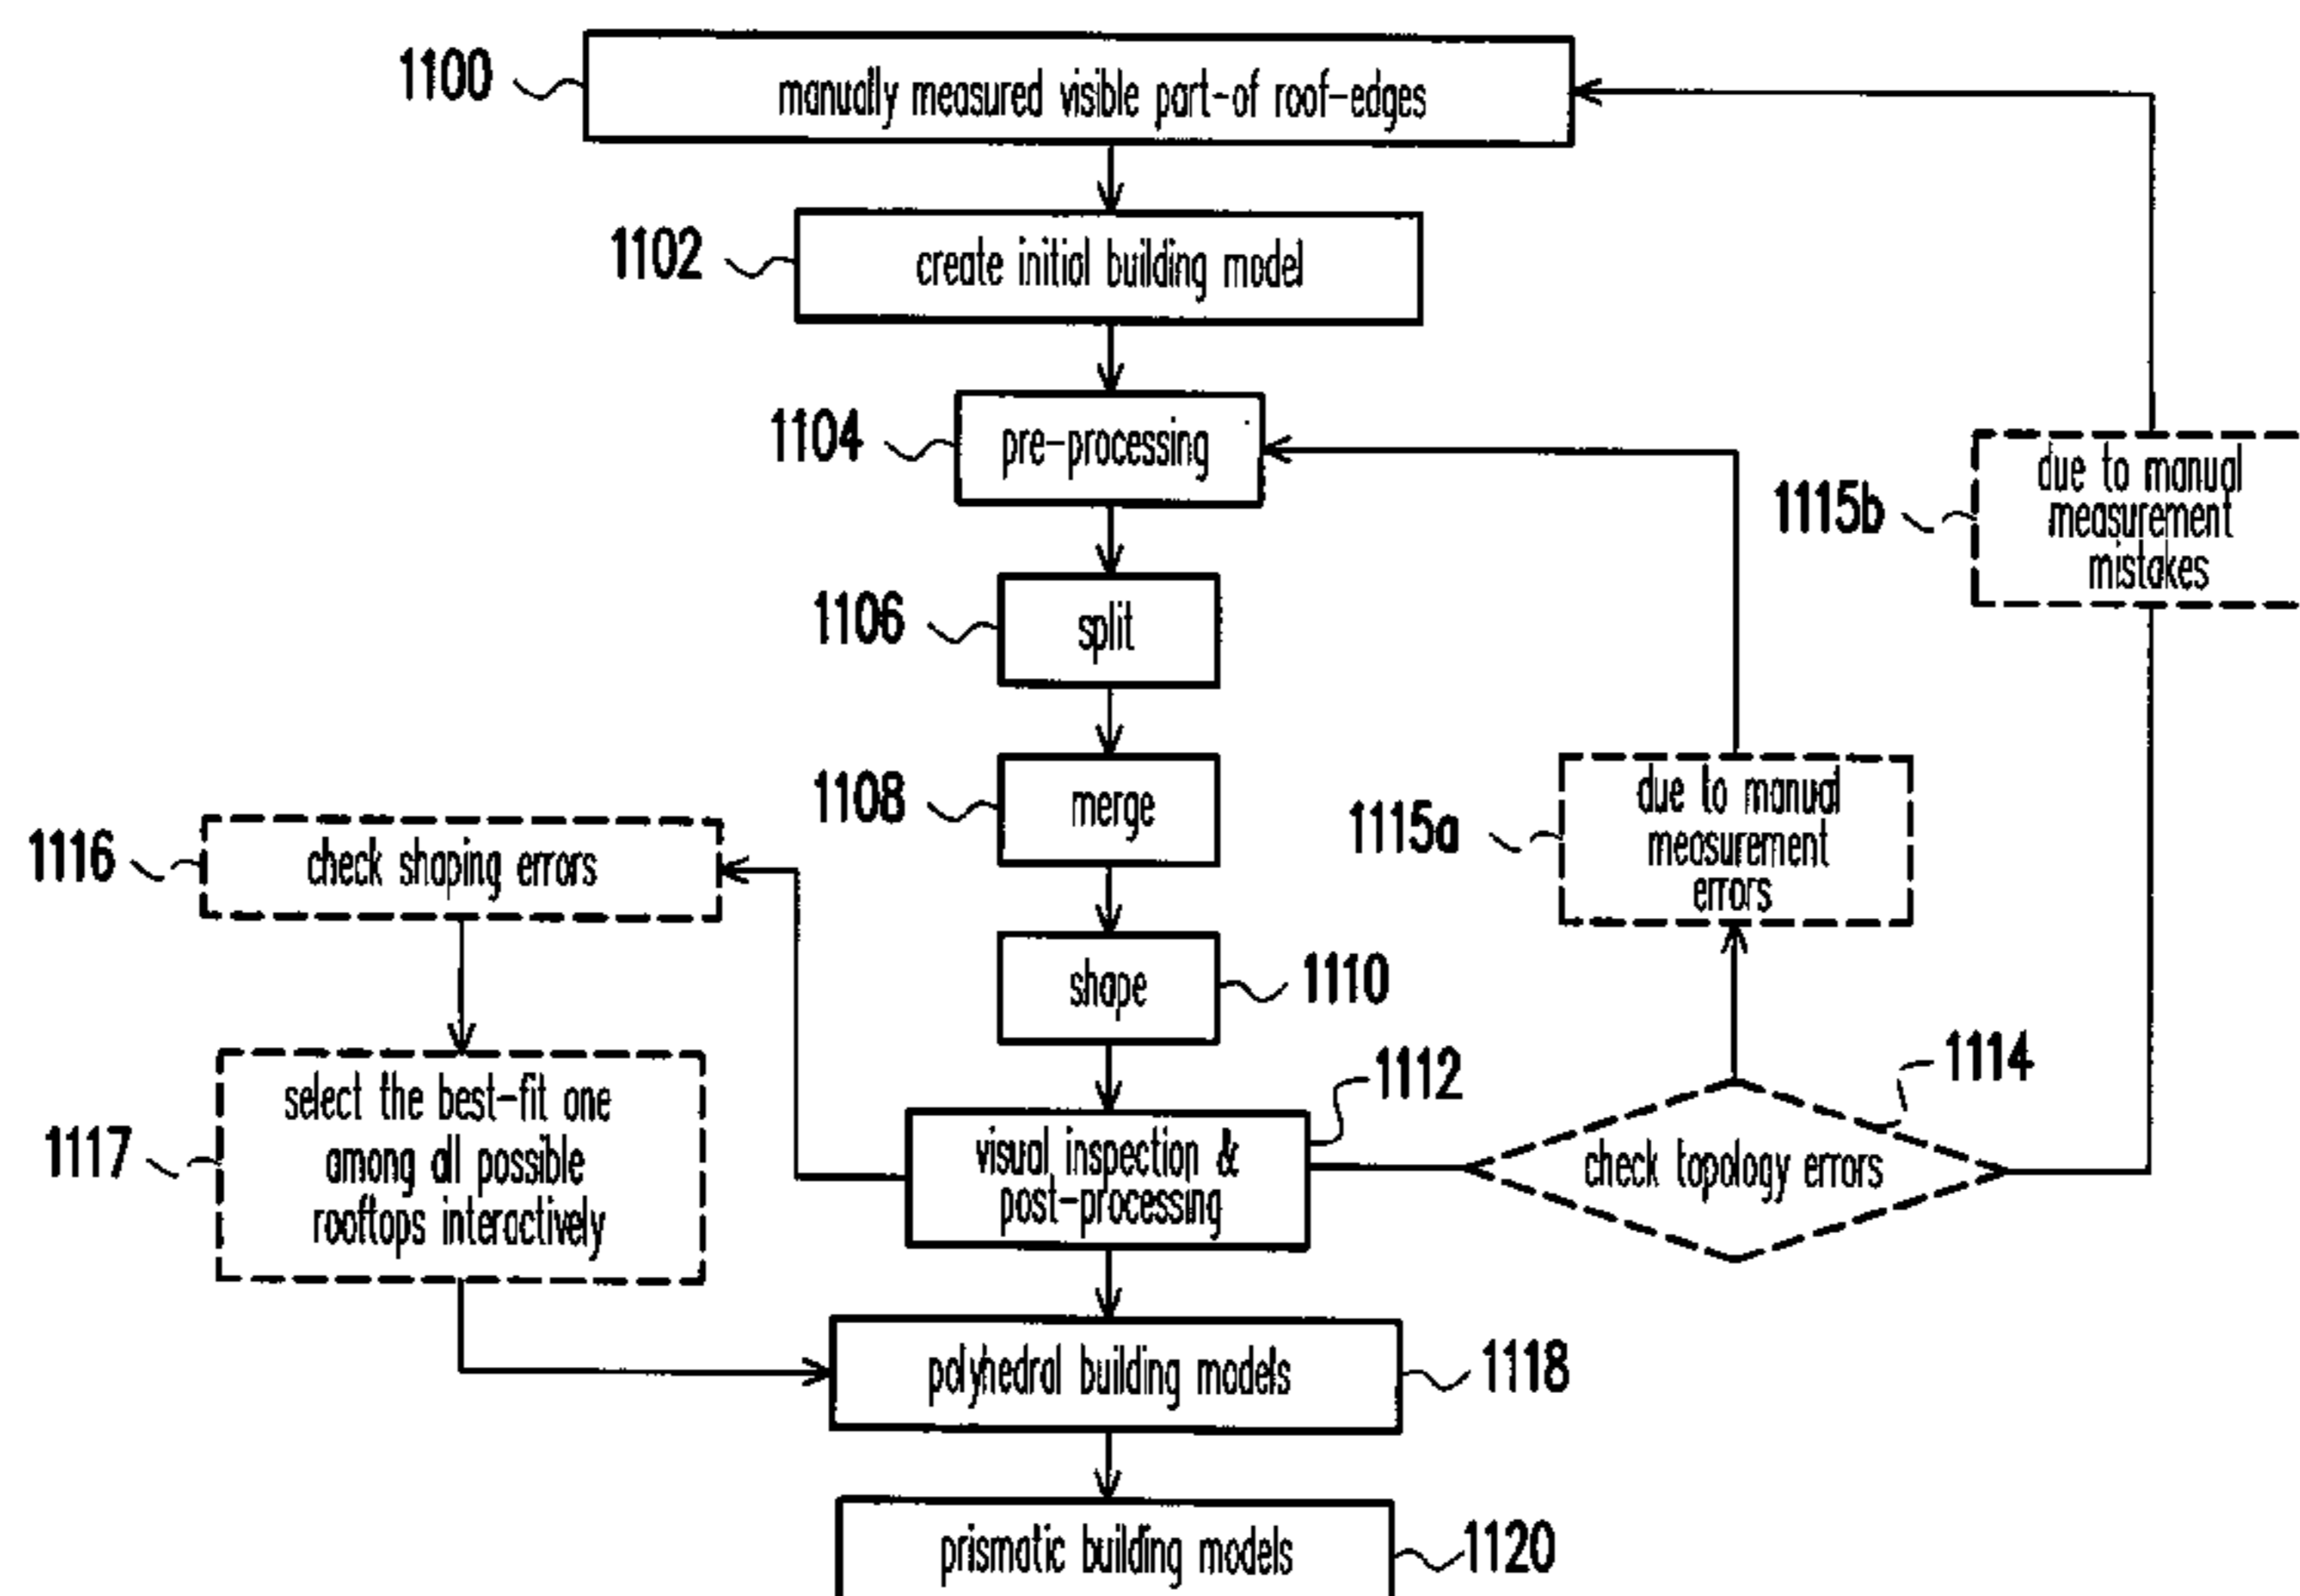 1100
manually measured visible part-of roof-edges
1102
create initial building model
1104
pre-processing
1115b
due to manual
measurement
mistakes
1106
split
1108
merge
1115a
due to manual
measurement
errors
1116
check shaping errors
shape
1110
1117
select the best-fit one
among all possible
rooftops interactively
visual inspection &
post-processing
1112
check topology errors
1114
polyhedral building models
1118
prismatic building models
1120